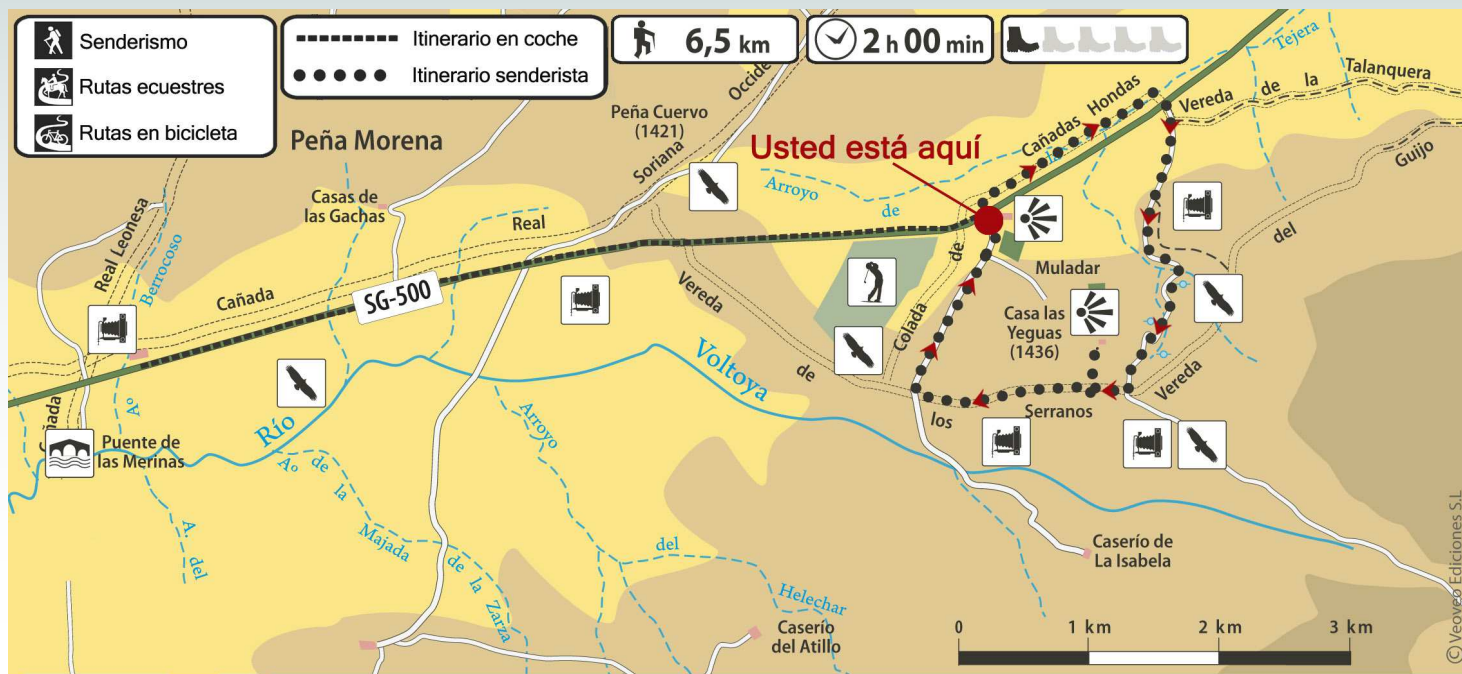 Senderismo
Rutas ecuestres
Rutas en bicicleta
Itinerario en coche
Itinerario senderista
6,5 km
2 h 00 min
Tejera
Talanquera
Vereda de la
Guijo
del
Vereda
Cañadas Hondas
las
Arroyo
de
Usted está aquí
Peña Cuervo
(1421)
Occide
Soriana
Real
Cañada
Peña Morena
Casas de
las Gachas
Real Leonesa
Cañada
Berrocoso
Aº
A. del
SG-500
Puente de
las Merinas
Río
Voltoya
Vereda
de
los
Serranos
Colada
de
Muladar
Casa las
Yeguas
(1436)
Aº de la
Majada
de la
Zarza
Arroyo
del
Helechar
Caserío
del Atillo
Caserío de
La Isabela
0 1 km 2 km 3 km
© Veoveo Ediciones S.L